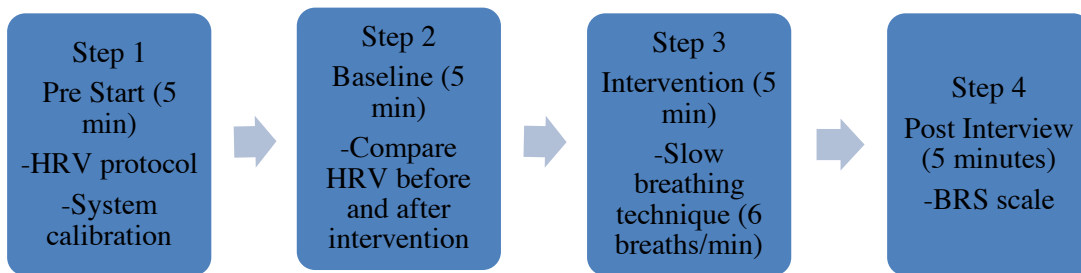 Step 1
Pre Start (5
min)
-HRV protocol
-System
calibration
Step 2
Baseline (5
min)
-Compare
HRV before
and after
intervention
Step 3
Intervention (5
min)
-Slow
breathing
technique (6
breaths/min)
Step 4
Post Interview
(5 minutes)
-BRS scale